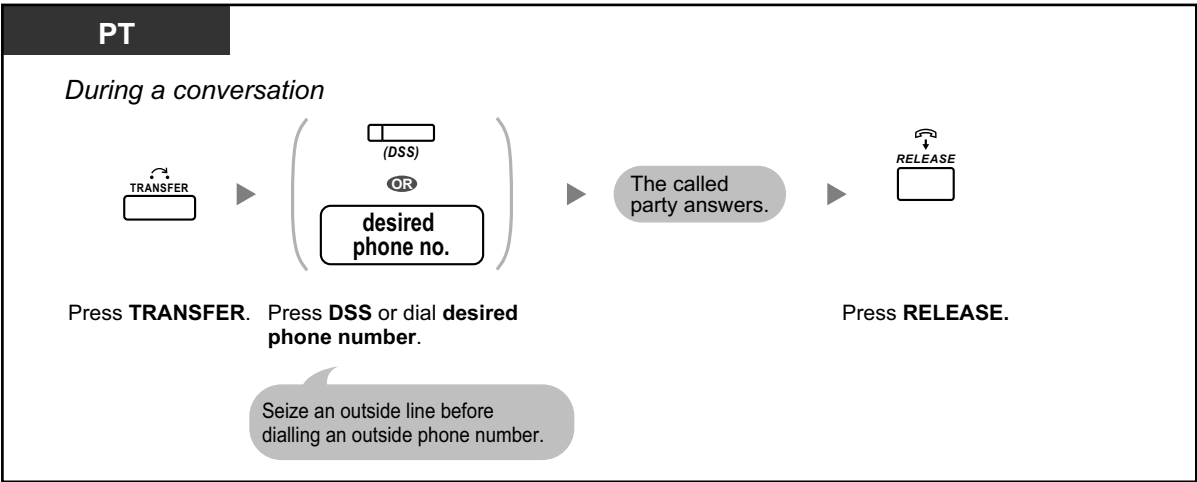 PT
During a conversation
TRANSFER
(DSS)
OR
desired
phone no.
The called
party answers.
RELEASE
Press TRANSFER.
Press DSS or dial desired
phone number.
Press RELEASE.
Seize an outside line before
dialling an outside phone number.